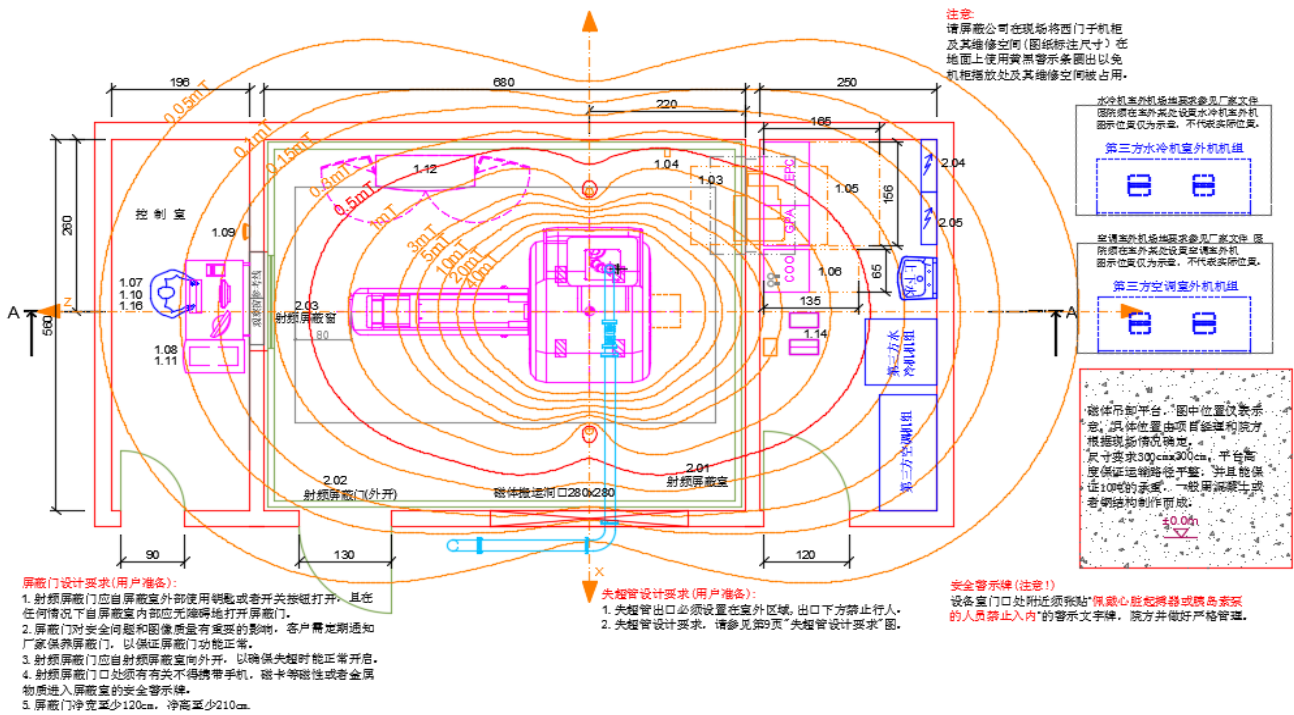 注意:
请屏蔽公司在现场将西门子机柜
及其维修空间(图纸标注尺寸)在
地面上使用黄黑警示条圈出以免
机柜摆放处及其维修空间被占用。
196
680
250
220
165
0.05mT
0.1mT
0.15mT
0.3mT
0.5mT
1mT
3mT
5mT
10mT
20mT
40mT
水冷机室外机场地要求参见厂家文件
医院须在室外某处设置水冷机室外机
图示位置仅为示意，不代表实际位置。
第三方水冷机室外机机组
1.12
1.04
1.03
EPC
1.05
156
2.04
260
控制室
1.09
GPA
2.05
空调室外机场地要求参见厂家文件 医
院须在室外某处设置空调室外机
图示位置仅为示意，不代表实际位置。
第三方空调室外机机组
1.07
1.10
1.16
COOL
1.06
65
135
A
Z
560
2.03
射频屏蔽窗
80
1.14
A
1.08
1.11
第三方水
冷机机组
第三方空调机组
磁体吊卸平台，图中位置仅表示
意。具体位置由项目经理和院方
根据现场情况确定。
尺寸要求300cmx300cm，平台高
度保证运输路径平整；并且能保
证10吨的承重，一般用混凝土或
者钢结构制作而成。
±0.0m
2.02
射频屏蔽门(外开)
磁体搬运洞口280x280
2.01
射频屏蔽室
90
130
120
X
屏蔽门设计要求(用户准备):
1. 射频屏蔽门应自屏蔽室外部使用钥匙或者开关按钮打开，且在
任何情况下自屏蔽室内部应无障碍地打开屏蔽门。
2. 屏蔽门对安全问题和图像质量有重要的影响，客户需定期通知
厂家保养屏蔽门，以保证屏蔽门功能正常。
3. 射频屏蔽门应自射频屏蔽室向外开，以确保失超时能正常开启。
4. 射频屏蔽门口处须有有关不得携带手机，磁卡等磁性或者金属
物质进入屏蔽室的安全警示牌。
5. 屏蔽门净宽至少120cm，净高至少210cm.
失超管设计要求(用户准备):
1. 失超管出口必须设置在室外区域，出口下方禁止行人。
2. 失超管设计要求，请参见第9页"失超管设计要求"图。
安全警示牌(注意!)
设备室门口处附近须张贴"佩戴心脏起搏器或胰岛素泵
的人员禁止入内"的警示文字牌，院方并做好严格管理。